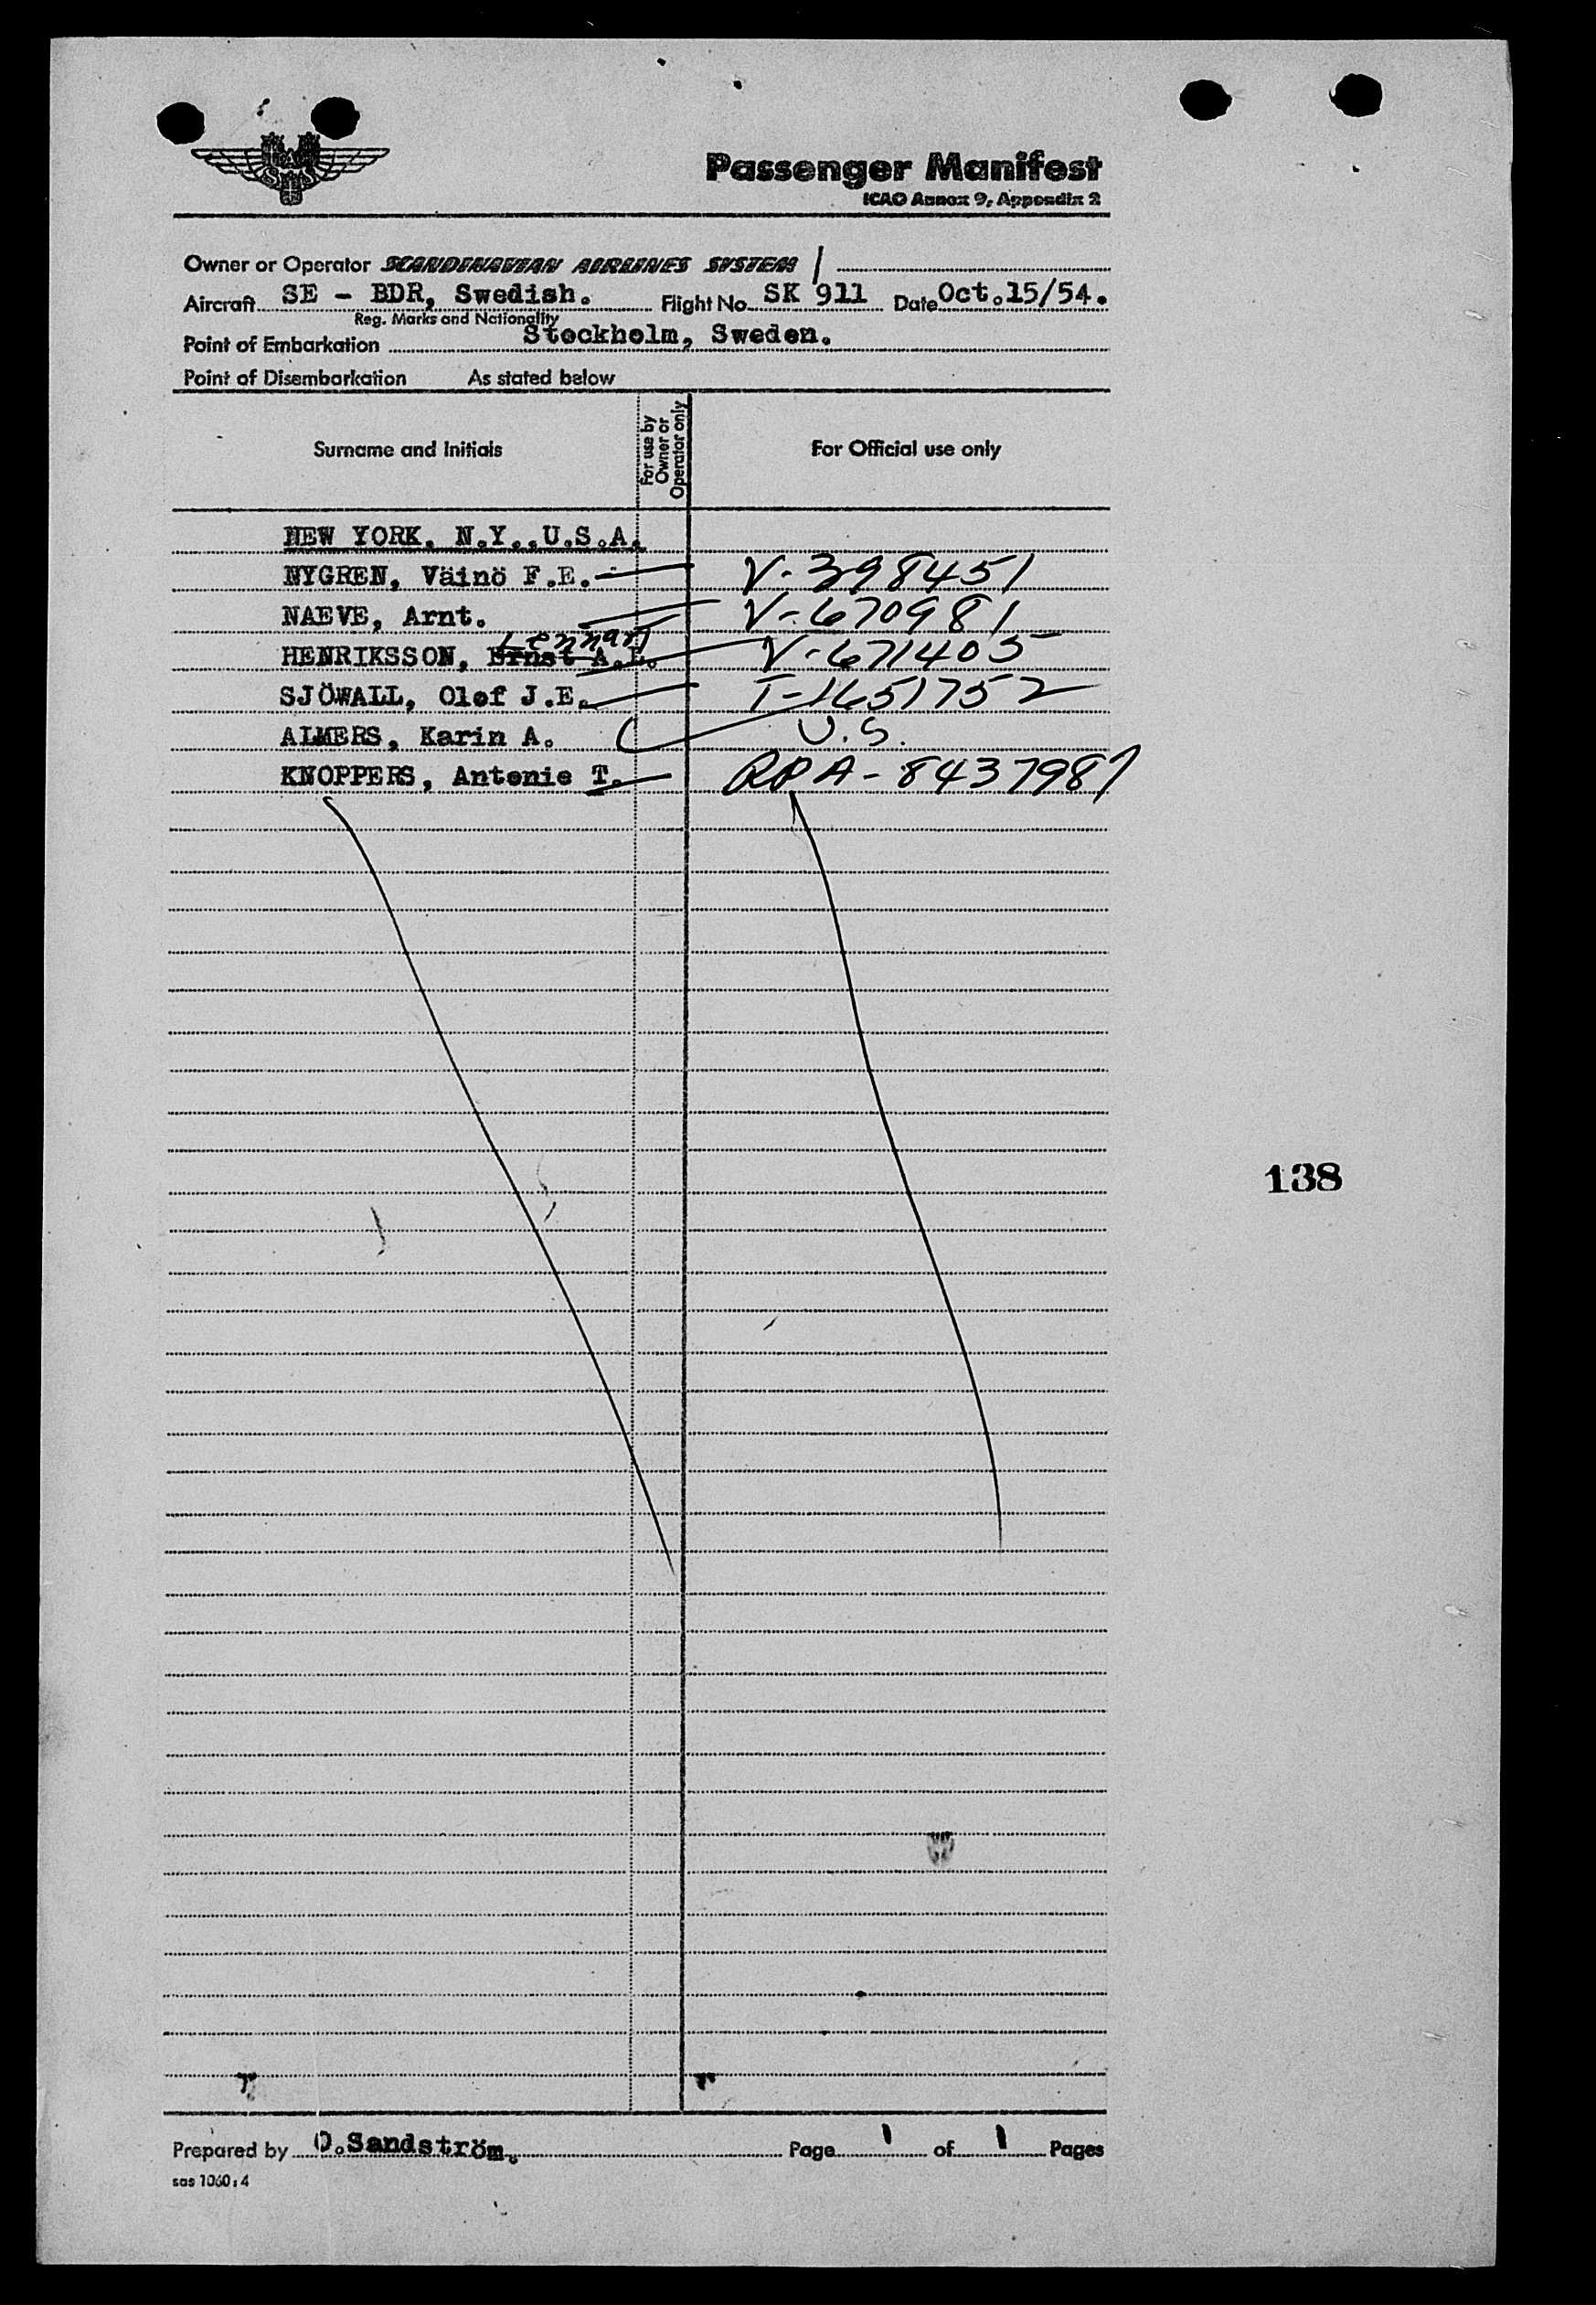 Passenger Manifest
ICAO Annex 9, Appendix 2
Owner or Operator SCANDINAVIAN AIRLINES SYSTEM
Aircraft SE - BDR, Swedish. Flight No. SK 911 Date Oct.15/54.
Reg. Marks and Nationality
Point of Embarkation Stockholm, Sweden.
Point of Disembarkation As stated below
Surname and Initials
For use by Owner or Operator only
For Official use only
NEW YORK, N.Y.,U.S.A.
NYGREN, Väinö F.E. V-398451
NAEVE, Arnt. V-670981
Lennart
HENRIKSSON, Ernst A.L. V-671405
SJÖWALL, Olof J.E. T-1651752
ALMERS, Karin A. U.S.
KNOPPERS, Antonie T. RPA-8437987
138
Prepared by O.Sandström. Page 1 of 1 Pages
sas 1060:4